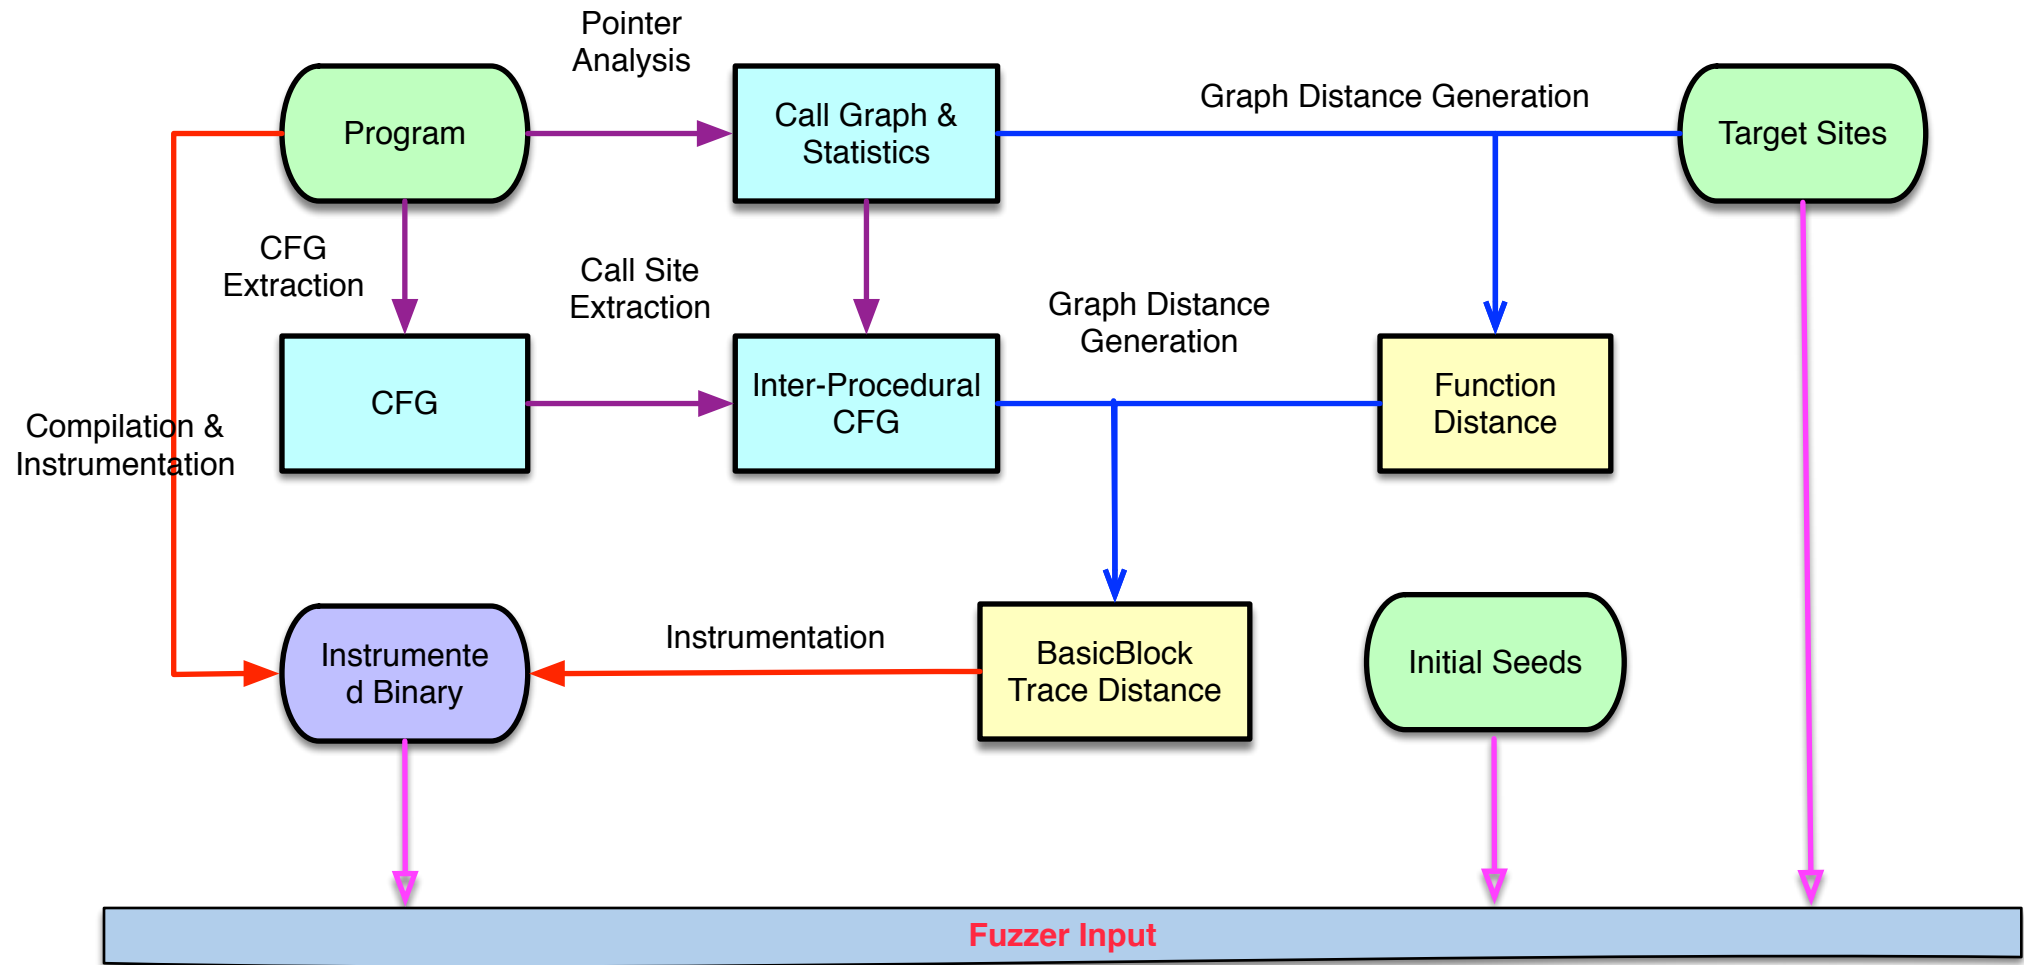 Pointer
Analysis
Program
Call Graph &
Statistics
Graph Distance Generation
Target Sites
CFG
Extraction
Call Site
Extraction
Graph Distance
Generation
Compilation &
Instrumentation
CFG
Inter-Procedural
CFG
Function
Distance
Instrumente
d Binary
Instrumentation
BasicBlock
Trace Distance
Initial Seeds
Fuzzer Input